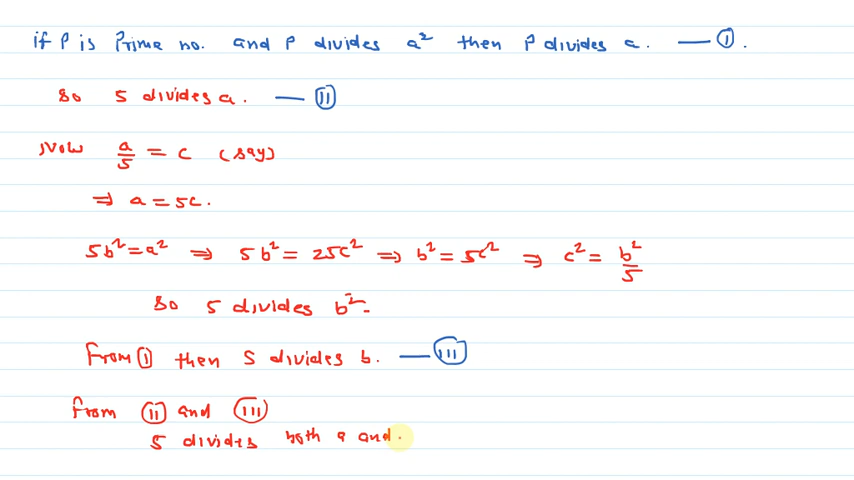 if P is Prime no. and P divides a² then P divides a. — (I).
So 5 divides a. — (II)
Now a/5 = c (say)
⇒ a = 5c.
5b² = a² ⇒ 5b² = 25c² ⇒ b² = 5c² ⇒ c² = b²/5
So 5 divides b².
From (I) then 5 divides b. — (III)
From (II) and (III)
5 divides both a and